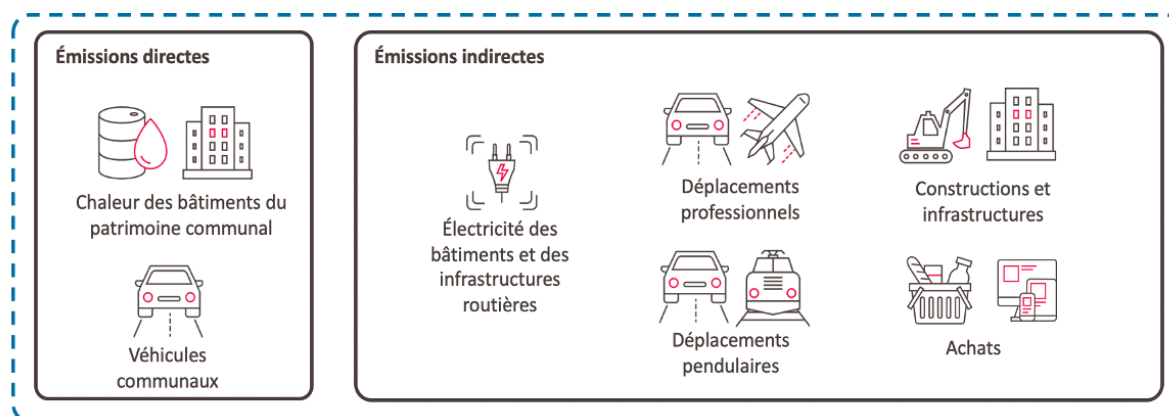 Émissions directes
Chaleur des bâtiments du
patrimoine communal
Véhicules
communaux
Émissions indirectes
Électricité des
bâtiments et des
infrastructures
routières
Déplacements
professionnels
Déplacements
pendulaires
Constructions et
infrastructures
Achats